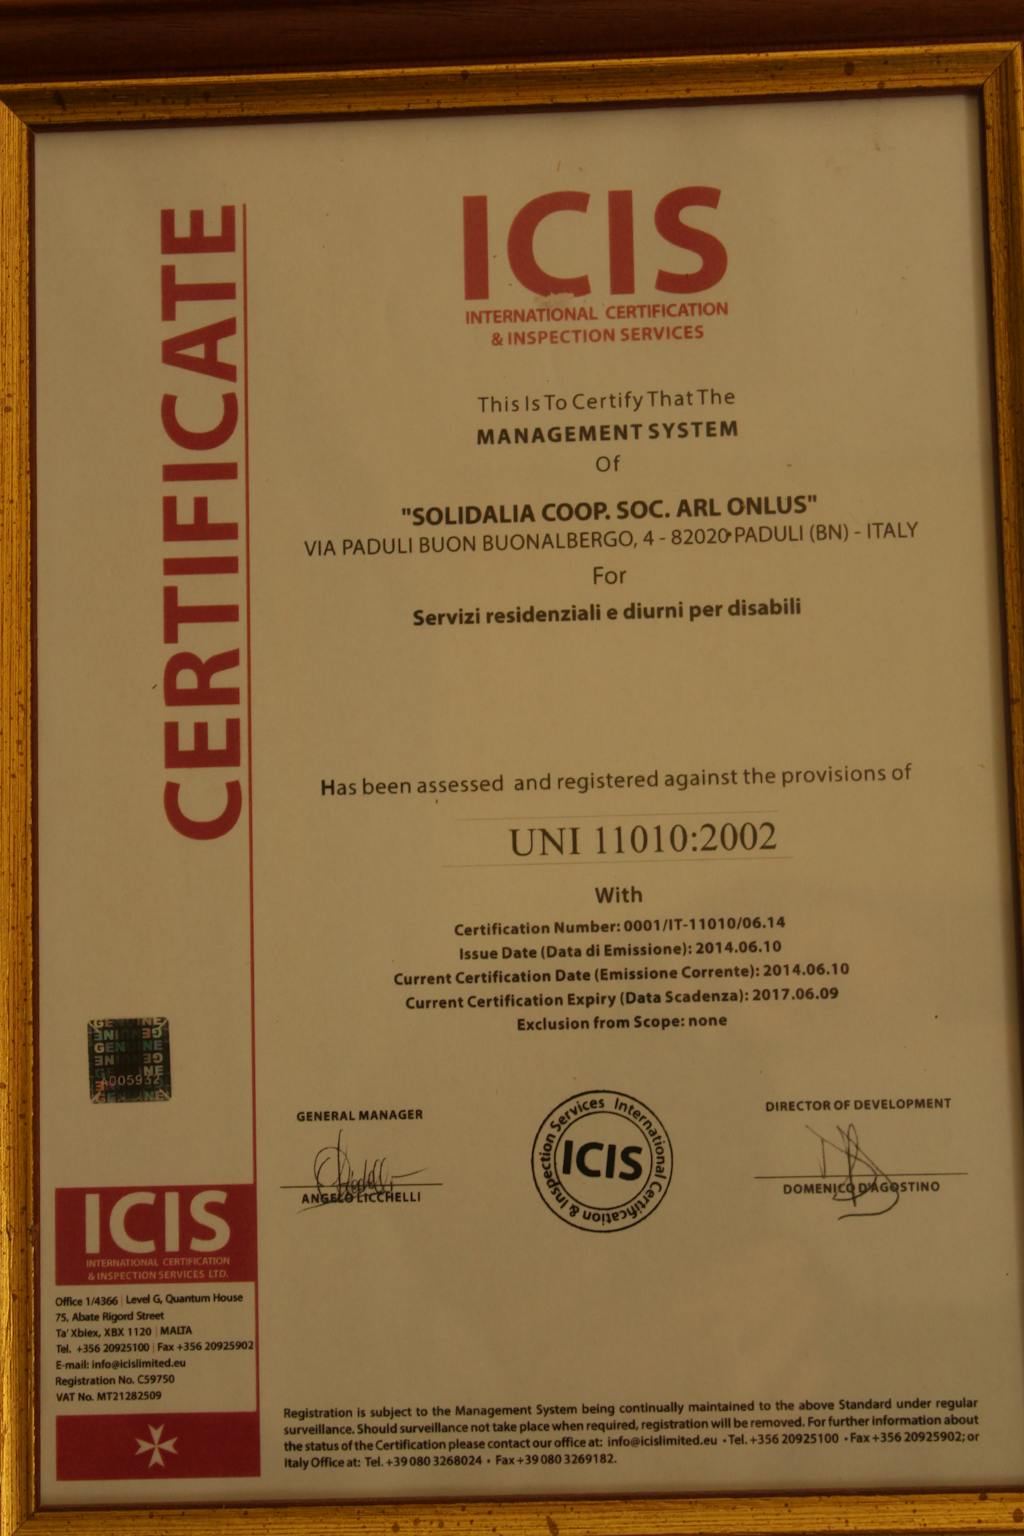 CERTIFICATE
ICIS
INTERNATIONAL CERTIFICATION
& INSPECTION SERVICES
This Is To Certify That The
MANAGEMENT SYSTEM
Of
"SOLIDALIA COOP. SOC. ARL ONLUS"
VIA PADULI BUON BUONALBERGO, 4 - 82020 PADULI (BN) - ITALY
For
Servizi residenziali e diurni per disabili
Has been assessed and registered against the provisions of
UNI 11010:2002
With
Certification Number: 0001/IT-11010/06.14
Issue Date (Data di Emissione): 2014.06.10
Current Certification Date (Emissione Corrente): 2014.06.10
Current Certification Expiry (Data Scadenza): 2017.06.09
Exclusion from Scope: none
GENUINE
A005932
GENERAL MANAGER
ANGELO LICCHELLI
International Certification & Inspection Services
ICIS
DIRECTOR OF DEVELOPMENT
DOMENICO D'AGOSTINO
ICIS
INTERNATIONAL CERTIFICATION
& INSPECTION SERVICES LTD.
Office 1/4366 | Level G, Quantum House
75, Abate Rigord Street
Ta' Xbiex, XBX 1120 | MALTA
Tel. +356 20925100 | Fax +356 20925902
E-mail: info@icislimited.eu
Registration No. C59750
VAT No. MT21282509
Registration is subject to the Management System being continually maintained to the above Standard under regular
surveillance. Should surveillance not take place when required, registration will be removed. For further information about
the status of the Certification please contact our office at: info@icislimited.eu • Tel. +356 20925100 • Fax +356 20925902; or
Italy Office at: Tel. +39 080 3268024 • Fax +39 080 3269182.